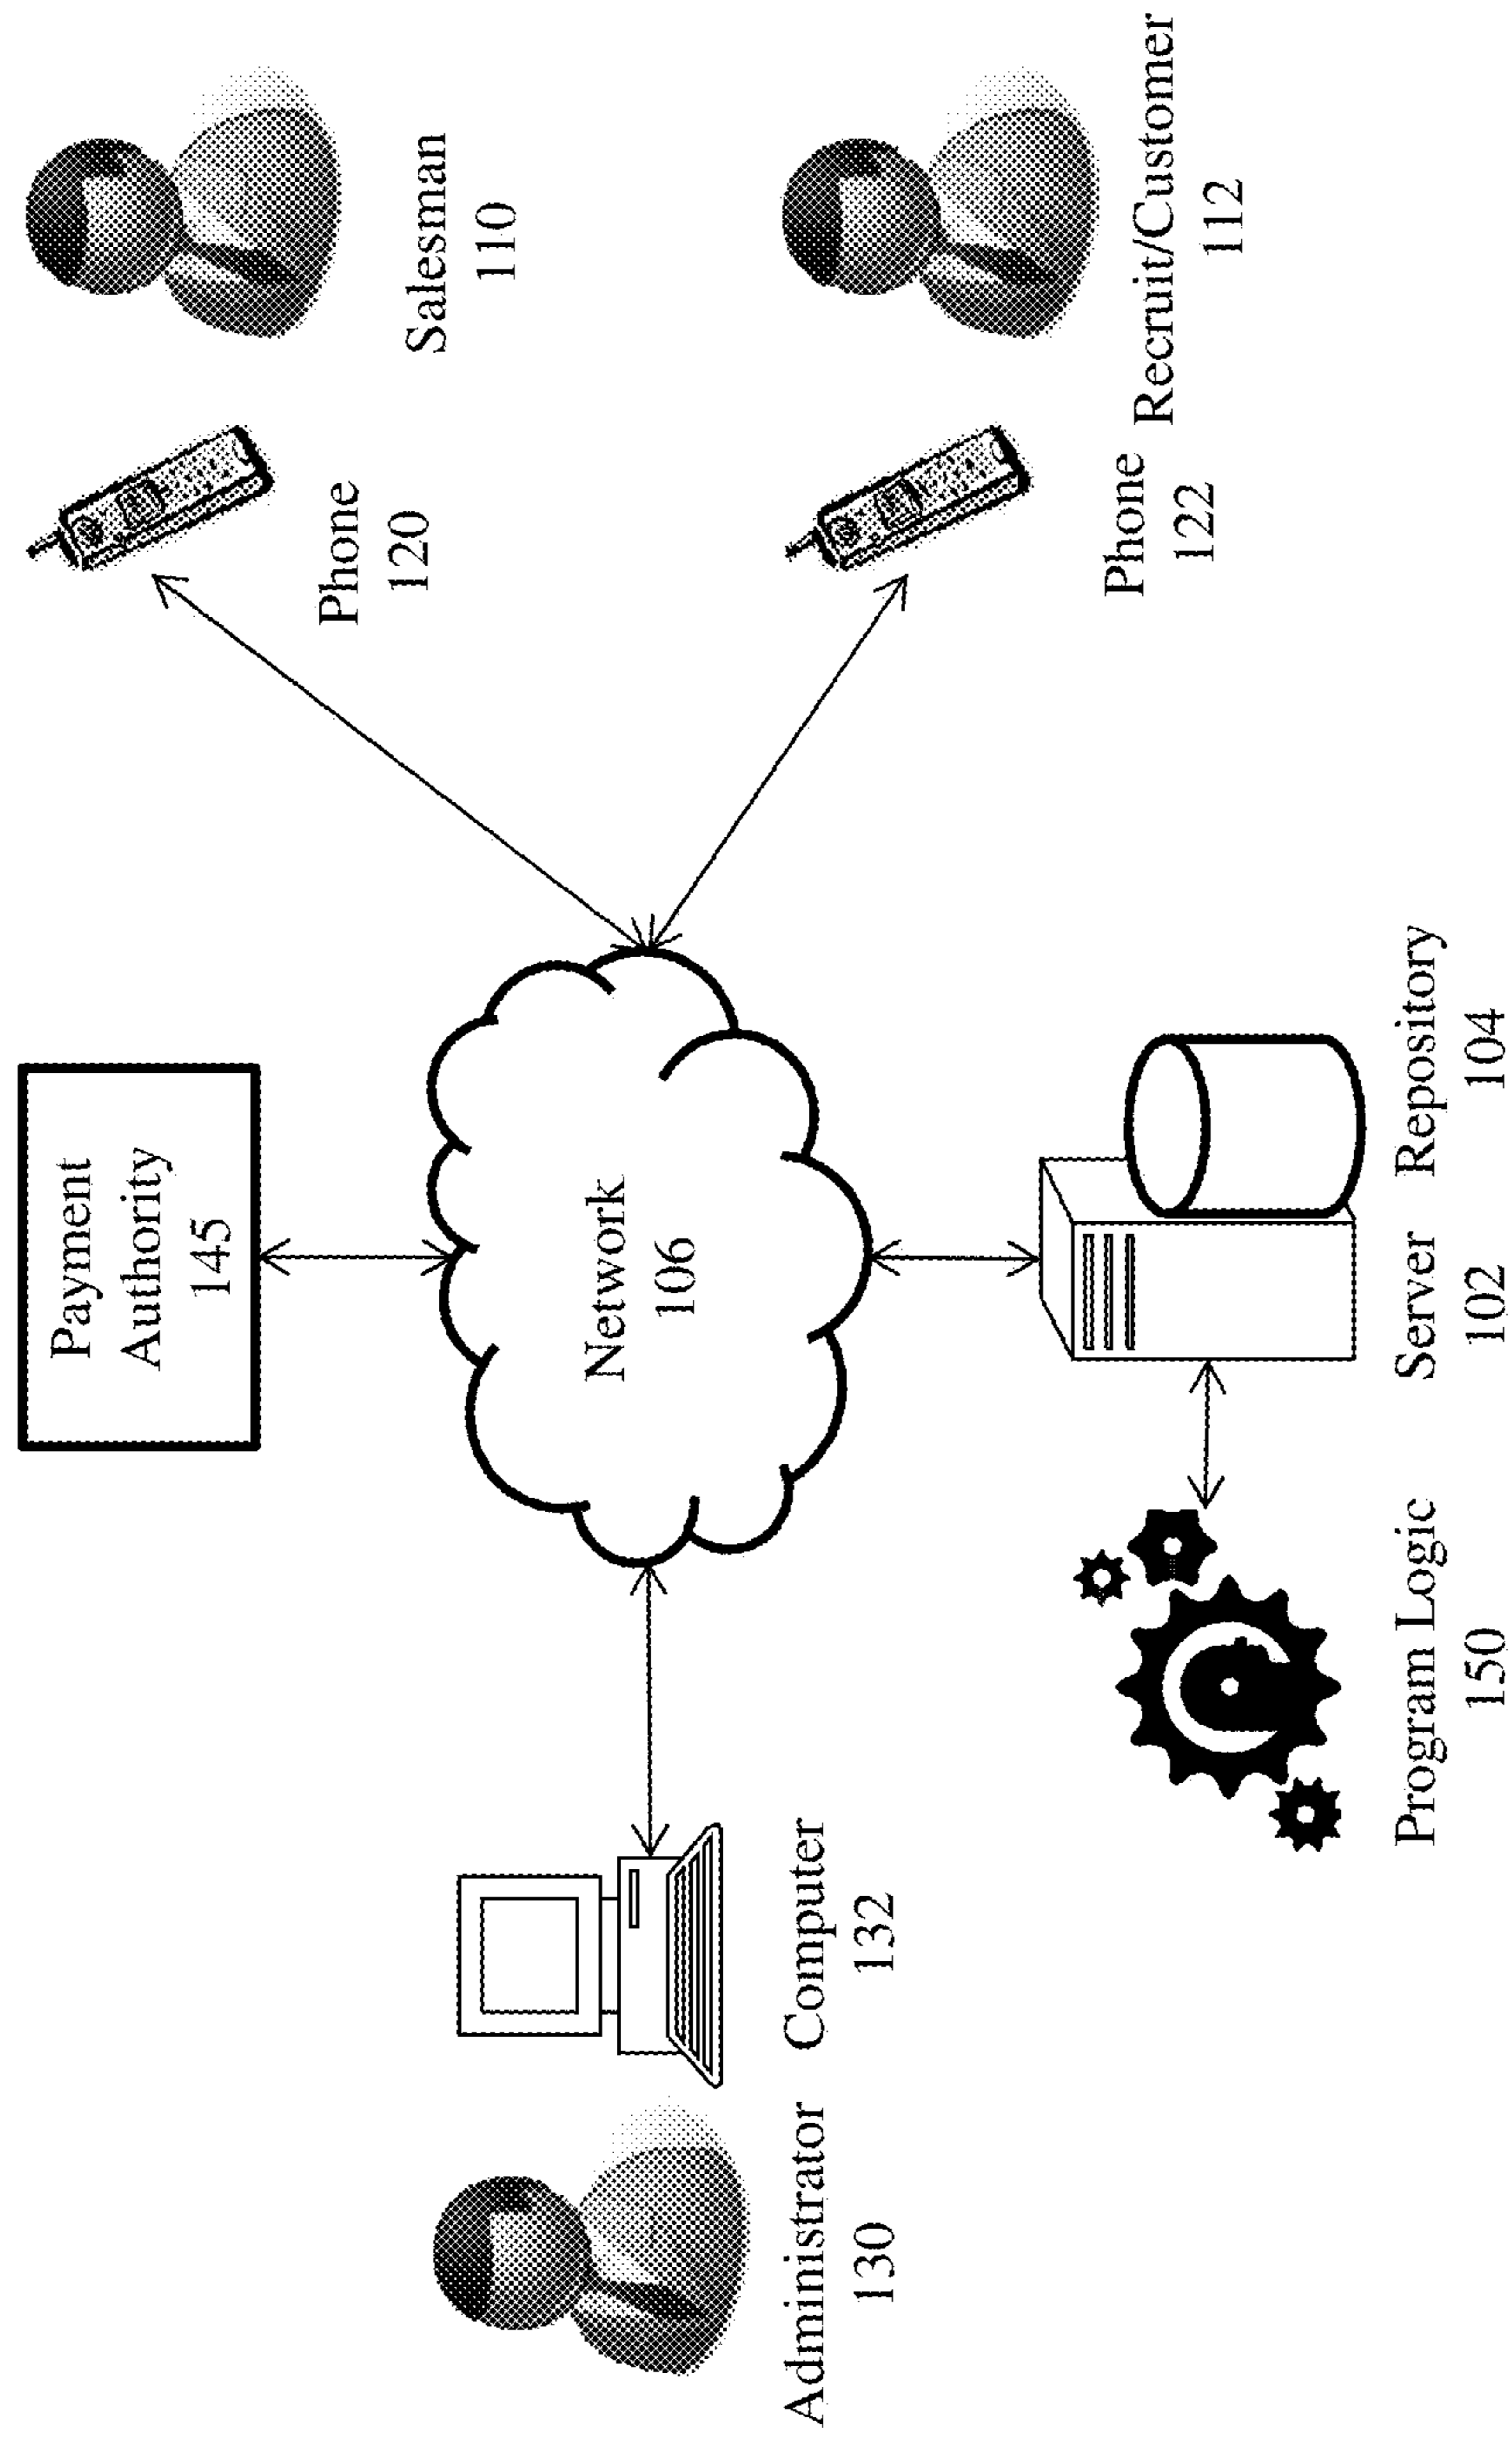 Payment
Authority
145
Salesman
110
Phone
120
Network
106
Administrator
130
Computer
132
Phone
122
Recruit/Customer
112
Program Logic
150
Server
102
Repository
104